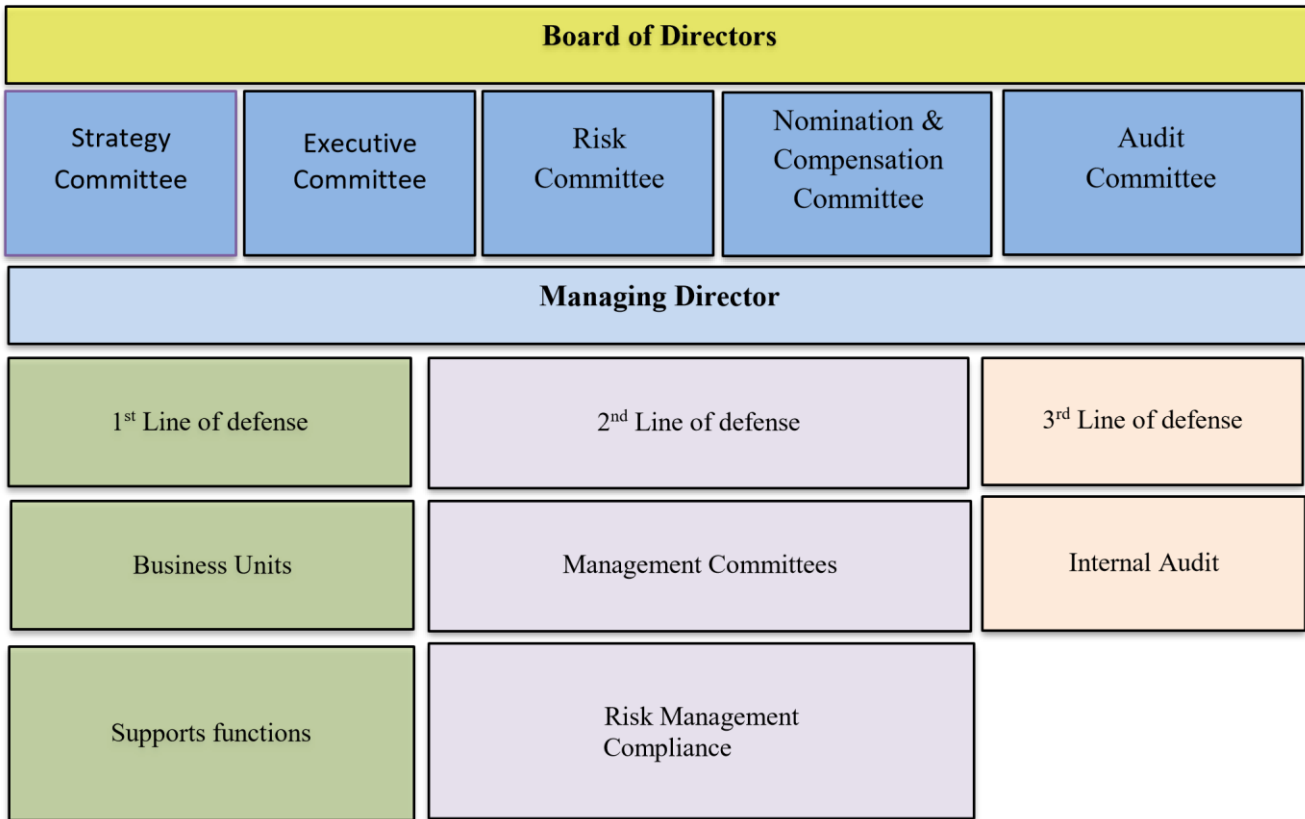 Board of Directors
Strategy
Committee
Executive
Committee
Risk
Committee
Nomination &
Compensation
Committee
Audit
Committee
Managing Director
1st Line of defense
2nd Line of defense
3rd Line of defense
Business Units
Management Committees
Internal Audit
Supports functions
Risk Management
Compliance